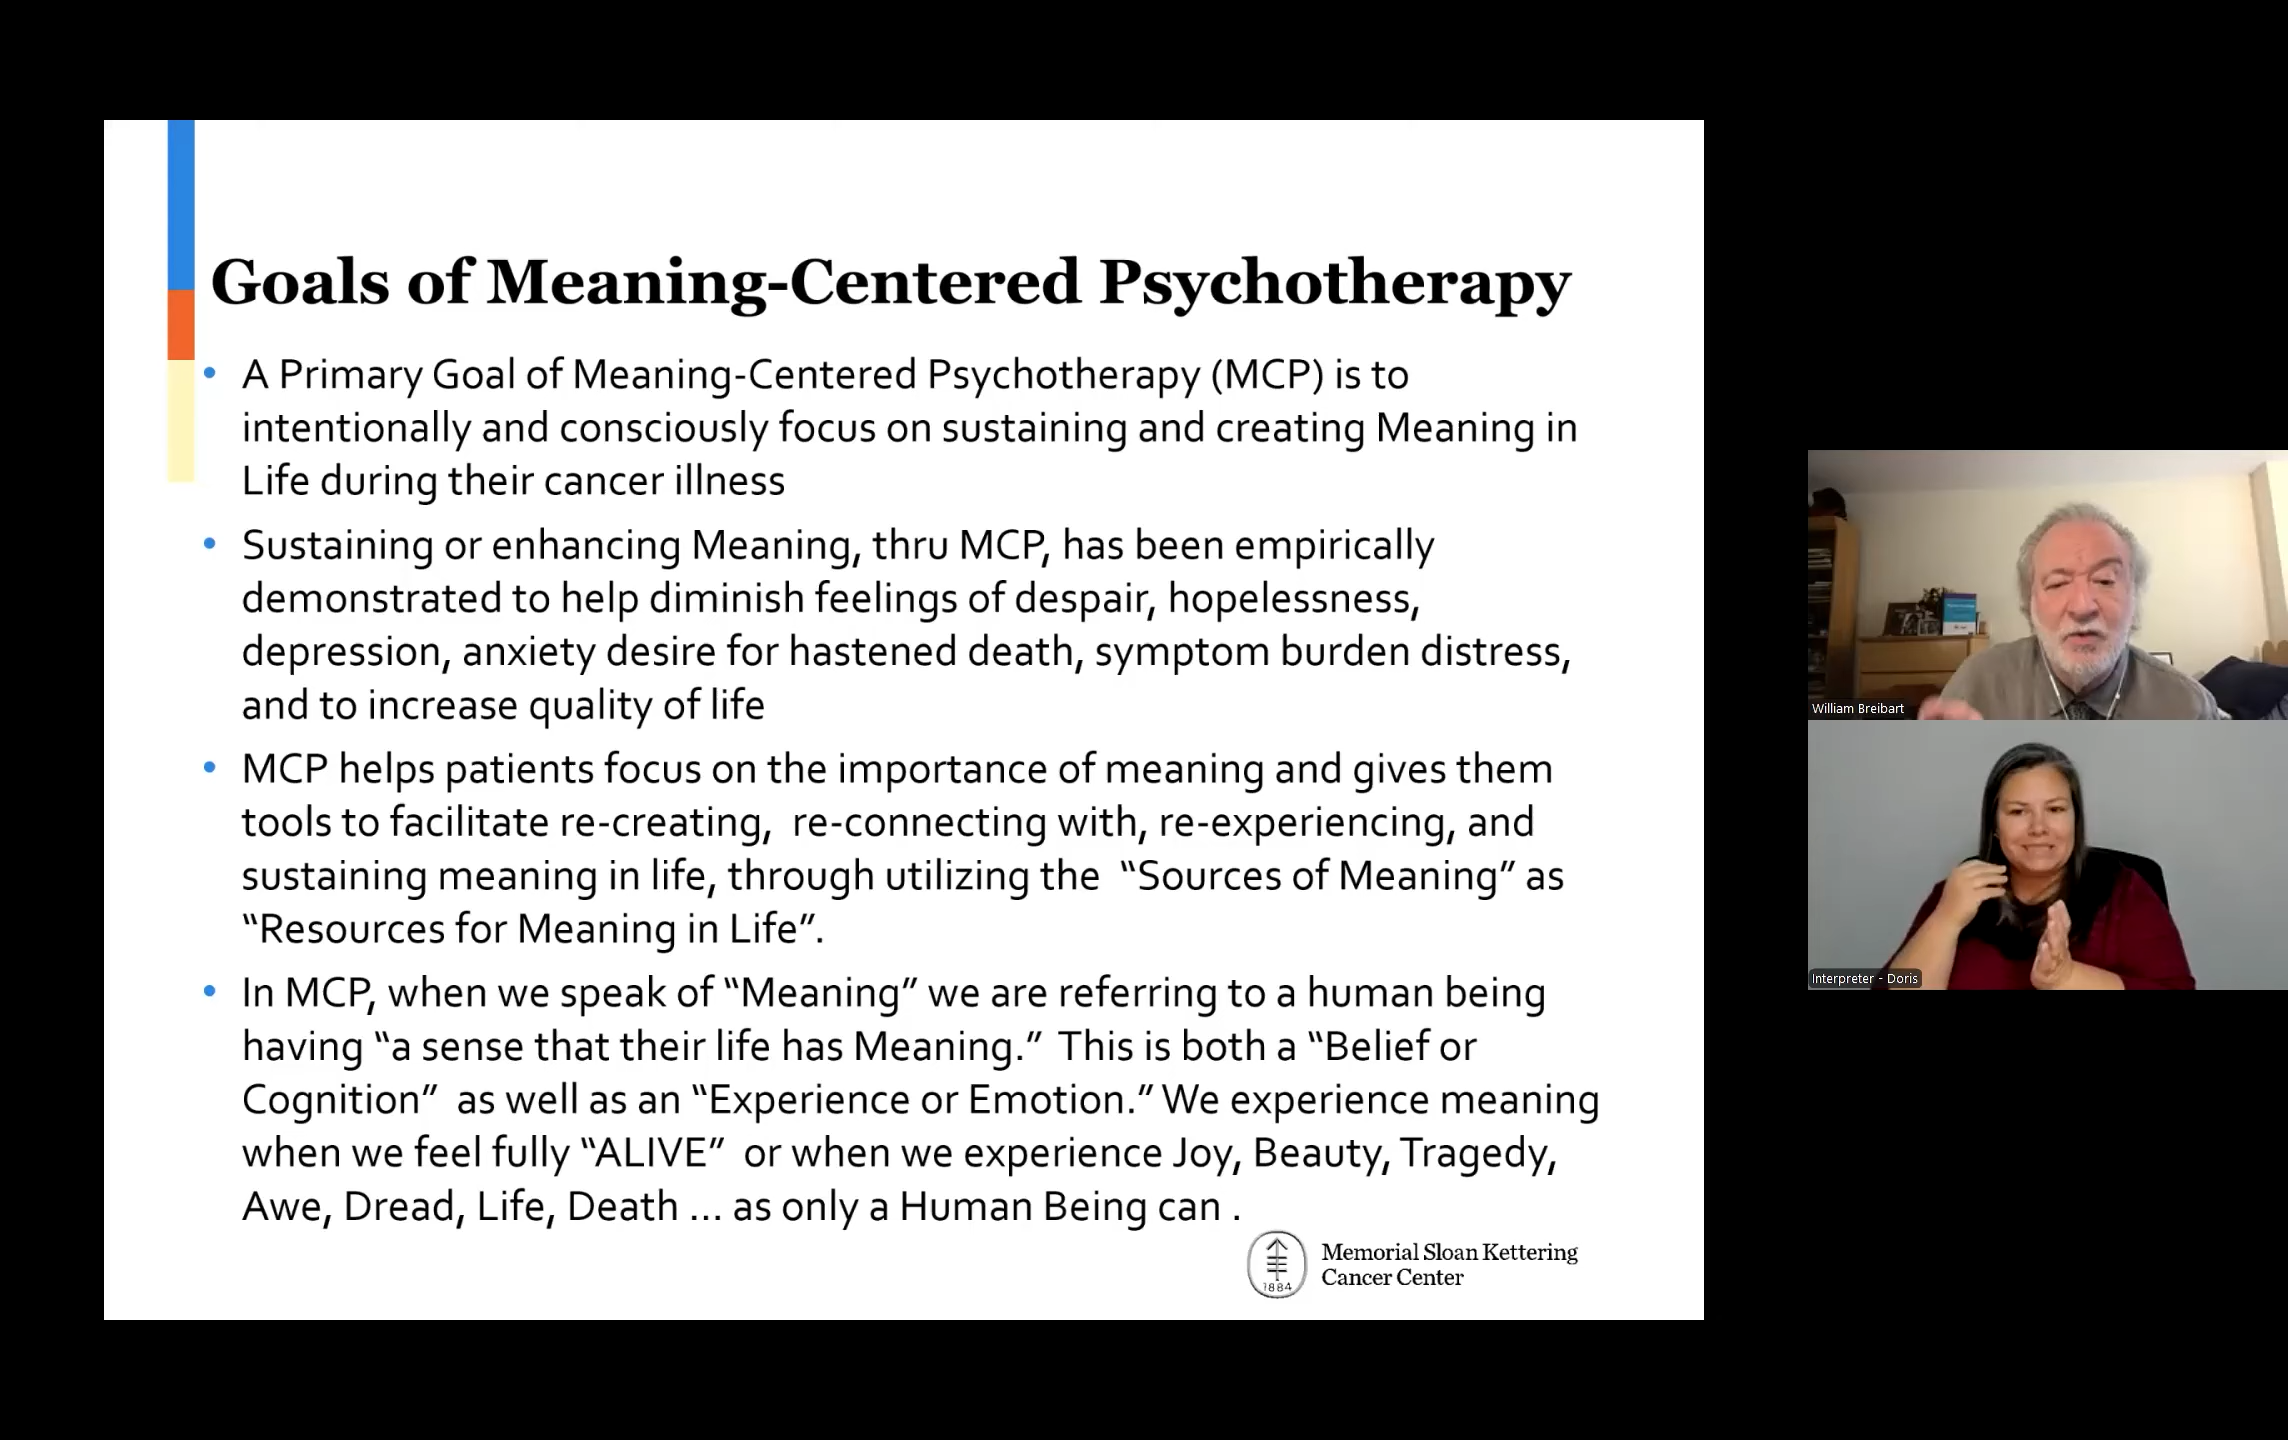 Goals of Meaning-Centered Psychotherapy
• A Primary Goal of Meaning-Centered Psychotherapy (MCP) is to
intentionally and consciously focus on sustaining and creating Meaning in
Life during their cancer illness
• Sustaining or enhancing Meaning, thru MCP, has been empirically
demonstrated to help diminish feelings of despair, hopelessness,
depression, anxiety desire for hastened death, symptom burden distress,
and to increase quality of life
• MCP helps patients focus on the importance of meaning and gives them
tools to facilitate re-creating,  re-connecting with, re-experiencing, and
sustaining meaning in life, through utilizing the  “Sources of Meaning” as
“Resources for Meaning in Life”.
• In MCP, when we speak of “Meaning” we are referring to a human being
having “a sense that their life has Meaning.”  This is both a “Belief or
Cognition”  as well as an “Experience or Emotion.” We experience meaning
when we feel fully “ALIVE”  or when we experience Joy, Beauty, Tragedy,
Awe, Dread, Life, Death ... as only a Human Being can .
1884
Memorial Sloan Kettering
Cancer Center
William Breibart
Interpreter - Doris